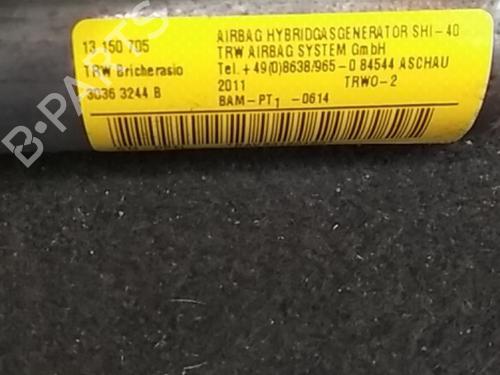 13 150 705
TRW Bricherasio
3036 3244 B
AIRBAG HYBRIDGASGENERATOR SHI-40
TRW AIRBAG SYSTEM GmbH
Tel. +49(0)8638/965-0 84544 ASCHAU
2011 TRWO-2
BAM-PT1 -0614
B-PARTS